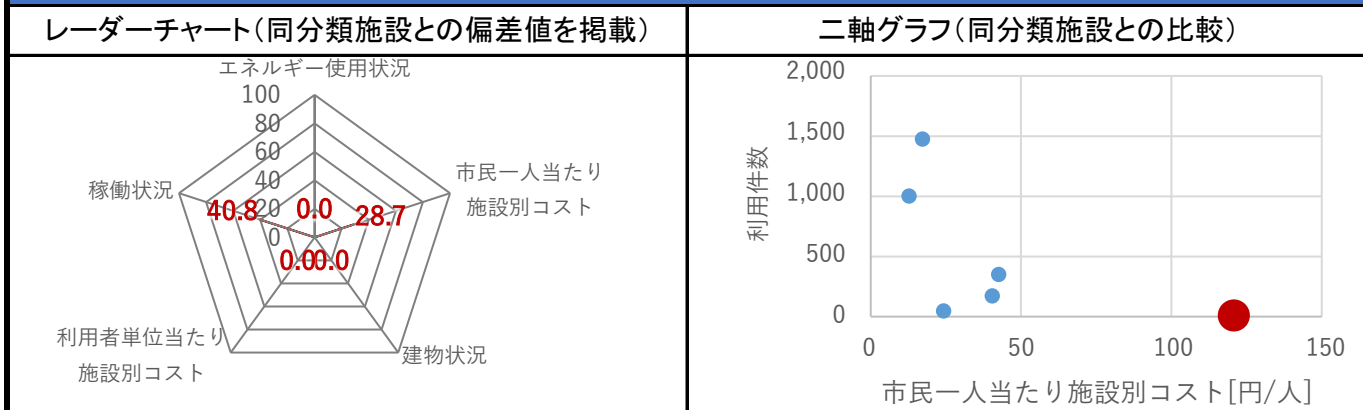 レーダーチャート(同分類施設との偏差値を掲載)
エネルギー使用状況
100
80
60
40
20
0
市民一人当たり
施設別コスト
稼働状況
40.8
0.0
28.7
0.0
0.0
利用者単位当たり
施設別コスト
建物状況
二軸グラフ(同分類施設との比較)
2,000
1,500
1,000
500
0
利用件数
0
50
100
150
市民一人当たり施設別コスト[円/人]